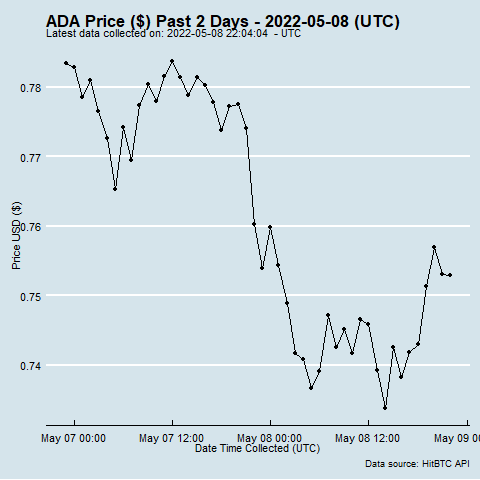 ADA Price ($) Past 2 Days - 2022-05-08 (UTC)
Latest data collected on: 2022-05-08 22:04:04  - UTC
0.78
0.77
0.76
0.75
0.74
Price USD ($)
May 07 00:00
May 07 12:00
May 08 00:00
May 08 12:00
May 09 0
Date Time Collected (UTC)
Data source: HitBTC API